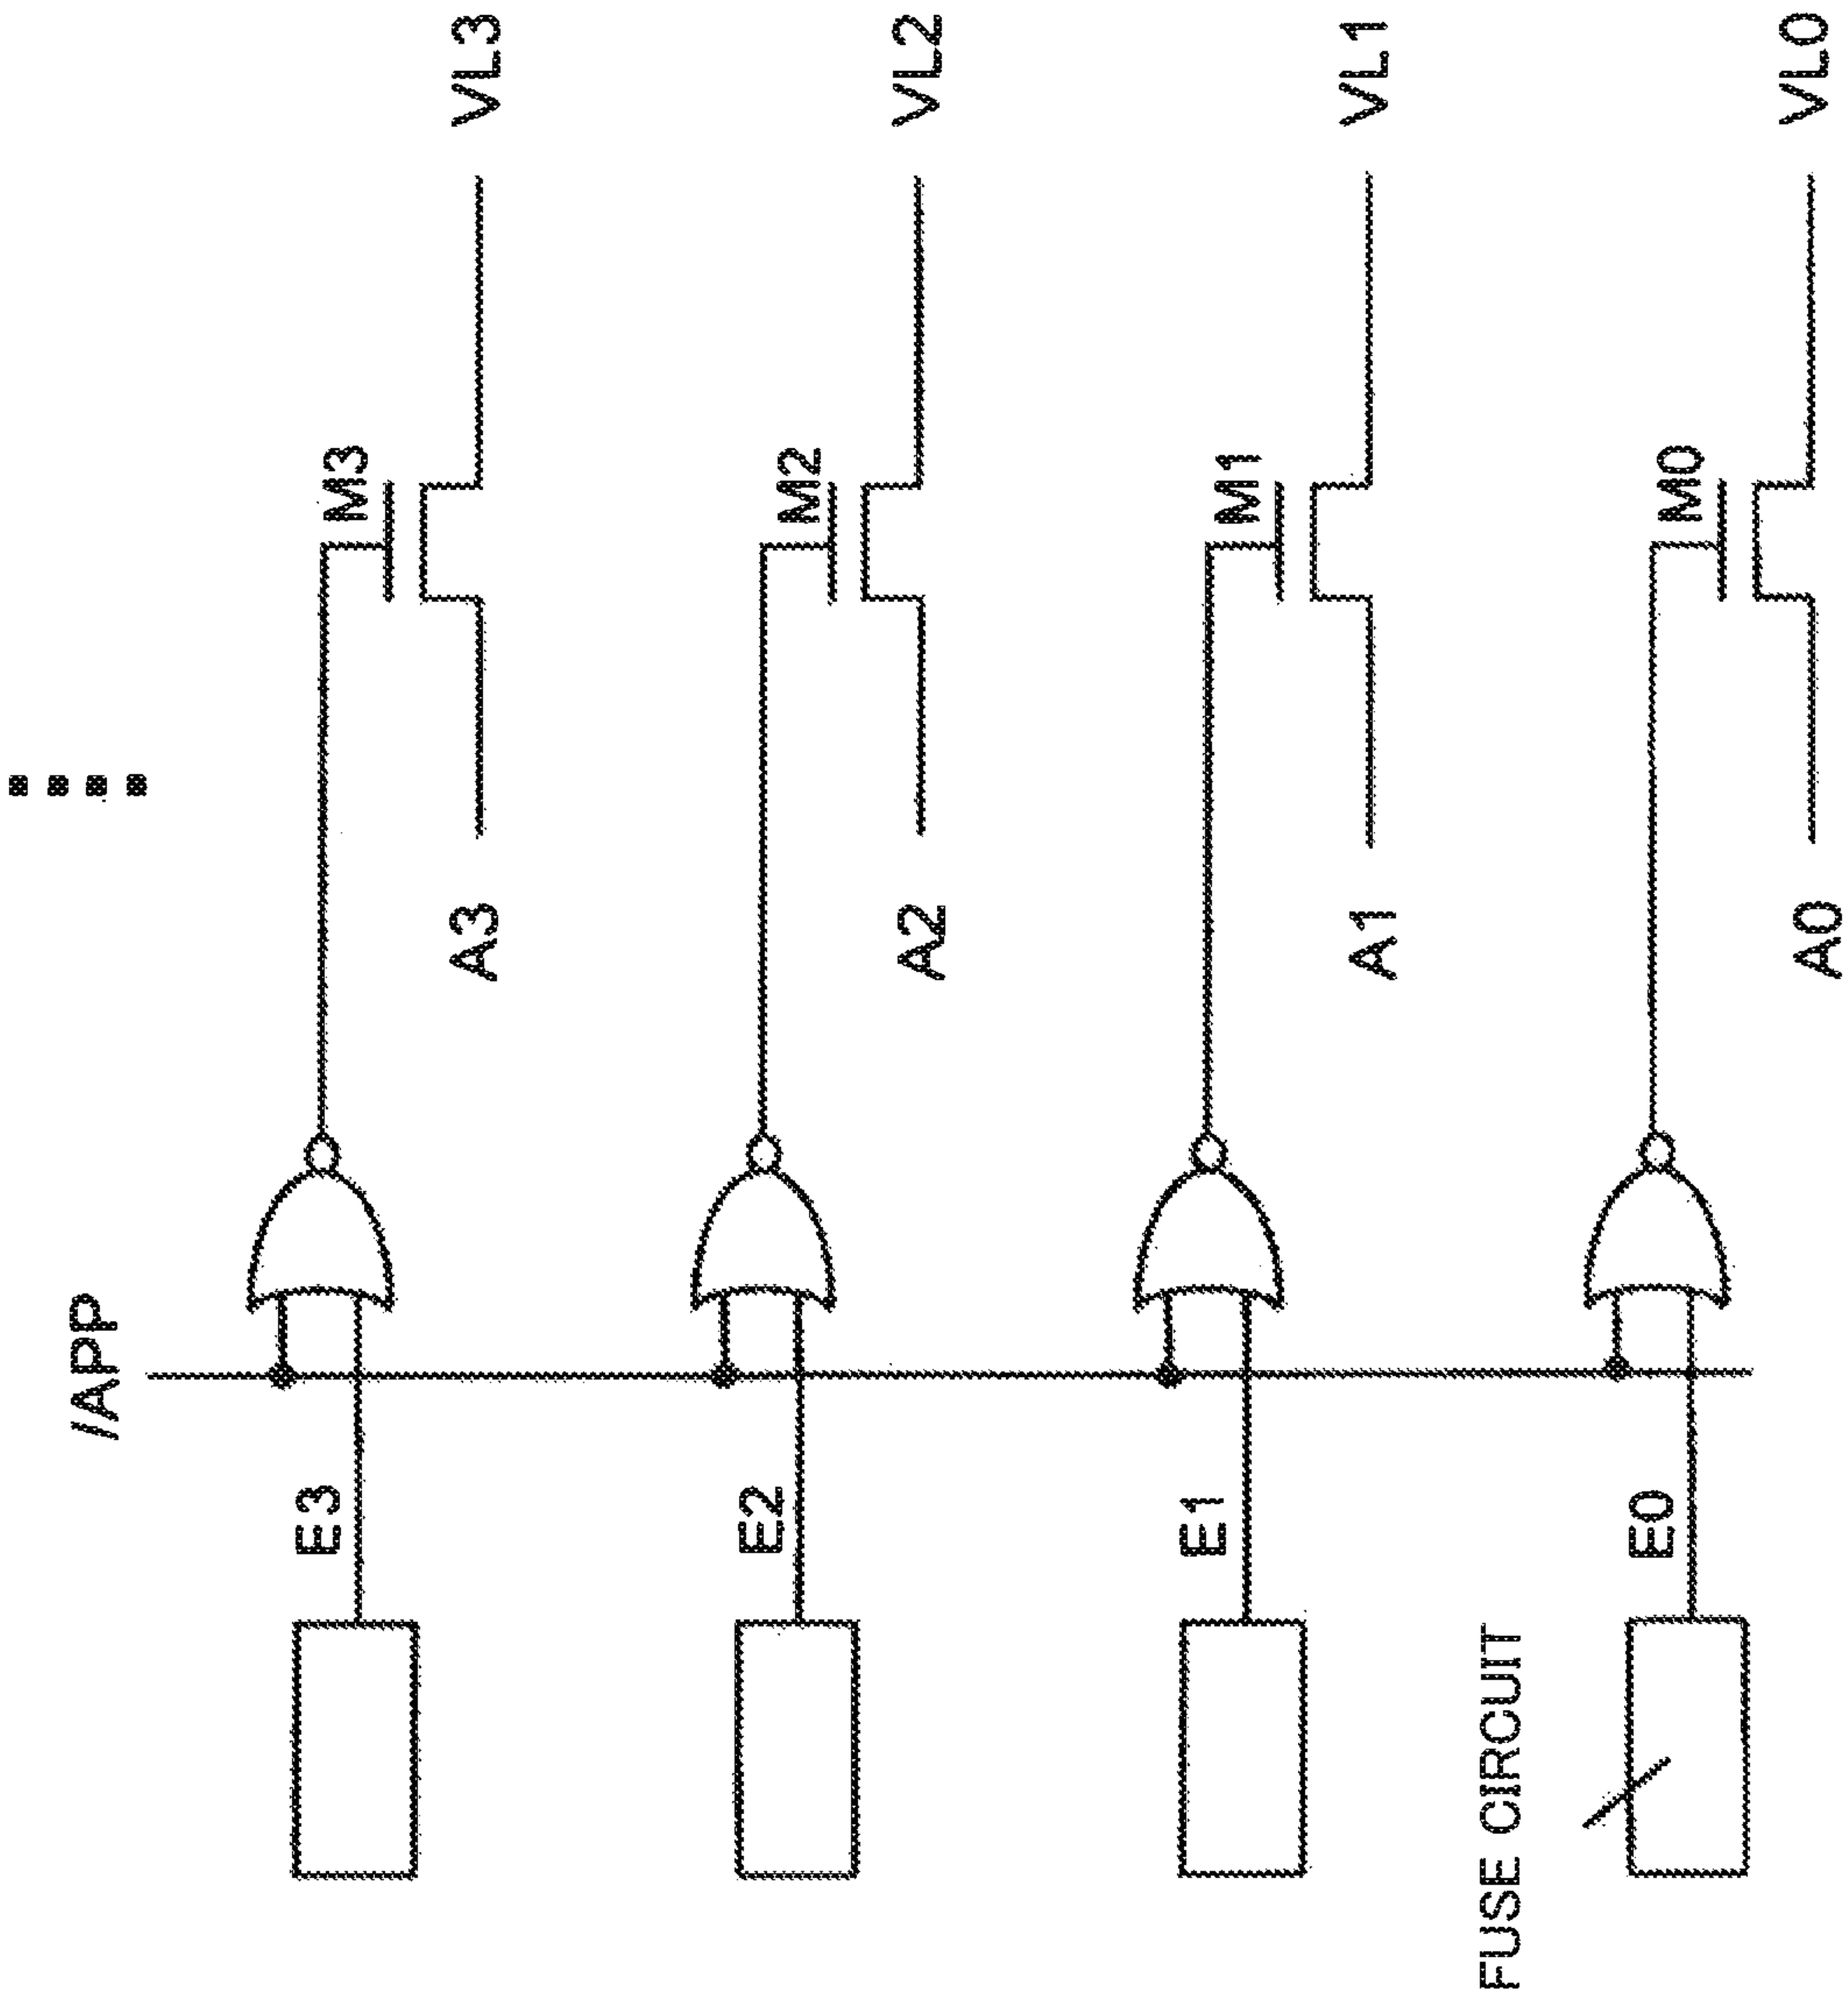 /APP
E3
M3
A3
VL3
E2
M2
A2
VL2
E1
M1
A1
VL1
FUSE CIRCUIT
E0
M0
A0
VL0